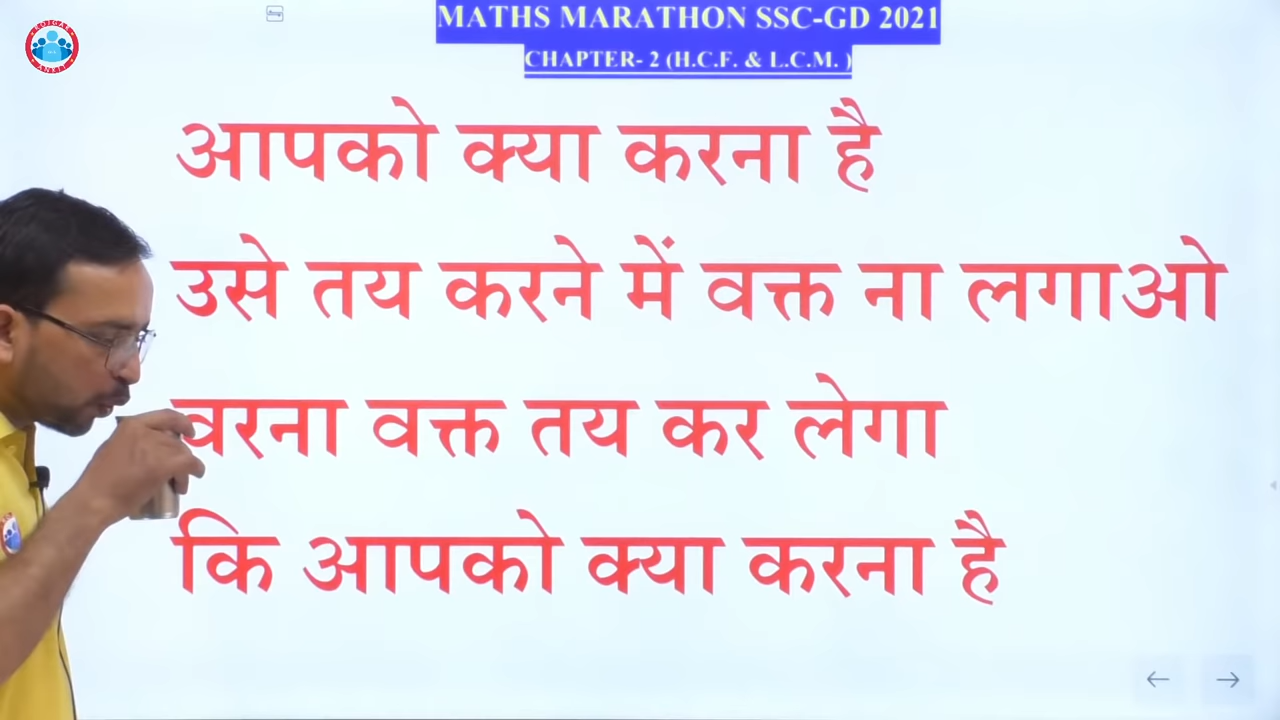 MATHS MARATHON SSC-GD 2021
CHAPTER- 2 (H.C.F. & L.C.M. )
आपको क्या करना है
उसे तय करने में वक्त ना लगाओ
वरना वक्त तय कर लेगा
कि आपको क्या करना है